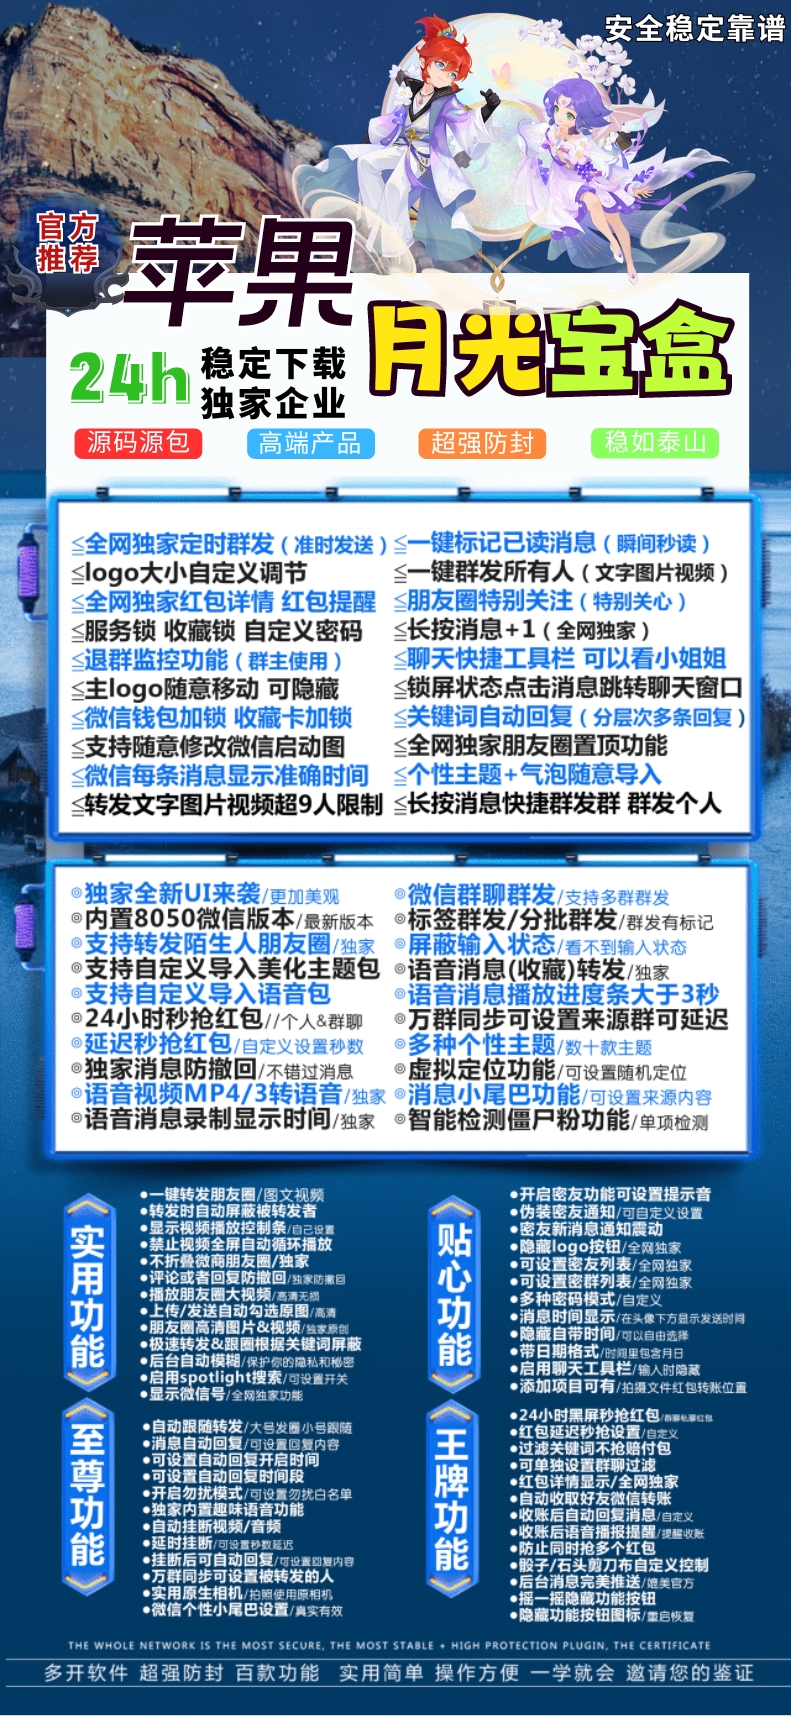 安全稳定靠谱
官方
推荐
苹果
月光宝盒
24h
稳定下载
独家企业
源码源包 高端产品 超强防封 稳如泰山
≤全网独家定时群发（准时发送）
≤logo大小自定义调节
≤全网独家红包详情 红包提醒
≤服务锁 收藏锁 自定义密码
≤退群监控功能（群主使用）
≤主logo随意移动 可隐藏
≤微信钱包加锁 收藏卡加锁
≤支持随意修改微信启动图
≤微信每条消息显示准确时间
≤转发文字图片视频超9人限制
≤一键标记已读消息（瞬间秒读）
≤一键群发所有人（文字图片视频）
≤朋友圈特别关注（特别关心）
≤长按消息+1（全网独家）
≤聊天快捷工具栏 可以看小姐姐
≤锁屏状态点击消息跳转聊天窗口
≤关键词自动回复（分层次多条回复）
≤全网独家朋友圈置顶功能
≤个性主题+气泡随意导入
≤长按消息快捷群发群 群发个人
◎独家全新UI来袭/更加美观
◎内置8050微信版本/最新版本
◎支持转发陌生人朋友圈/独家
◎支持自定义导入美化主题包
◎支持自定义导入语音包
◎24小时秒抢红包//个人&群聊
◎延迟秒抢红包/自定义设置秒数
◎独家消息防撤回/不错过消息
◎语音视频MP4/3转语音/独家
◎语音消息录制显示时间/独家
◎微信群聊群发/支持多群群发
◎标签群发/分批群发/群发有标记
◎屏蔽输入状态/看不到输入状态
◎语音消息(收藏)转发/独家
◎语音消息播放进度条大于3秒
◎万群同步可设置来源群可延迟
◎多种个性主题/数十款主题
◎虚拟定位功能/可设置随机定位
◎消息小尾巴功能/可设置来源内容
◎智能检测僵尸粉功能/单项检测
实用功能
●一键转发朋友圈/图文视频
●转发时自动屏蔽被转发者
●显示视频播放控制条/自己设置
●禁止视频全屏自动循环播放
●不折叠微商朋友圈/独家
●评论或者回复防撤回/独家防撤回
●播放朋友圈大视频/高清无损
●上传/发送自动勾选原图/高清
●朋友圈高清图片&视频/独家原创
●极速转发&跟圈根据关键词屏蔽
●后台自动模糊/保护你的隐私和秘密
●启用spotlight搜索/可设置开关
●显示微信号/全网独家功能
贴心功能
●开启密友功能可设置提示音
●伪装密友通知/可自定义设置
●密友新消息通知震动
●隐藏logo按钮/全网独家
●可设置密友列表/全网独家
●可设置密群列表/全网独家
●多种密码模式/自定义
●消息时间显示/在头像下方显示发送时间
●隐藏自带时间/可以自由选择
●带日期格式/时间里包含月日
●启用聊天工具栏/输入时隐藏
●添加项目可有/拍摄文件红包转账位置
至尊功能
●自动跟随转发/大号发圈小号跟随
●消息自动回复/可设置回复内容
●可设置自动回复开启时间
●可设置自动回复时间段
●开启勿扰模式/可设置勿扰白名单
●独家内置趣味语音功能
●自动挂断视频/音频
●延时挂断/可设置秒数延迟
●挂断后可自动回复/可设置回复内容
●万群同步可设置被转发的人
●实用原生相机/拍照使用原相机
●微信个性小尾巴设置/真实有效
王牌功能
●24小时黑屏秒抢红包/群聊私聊红包
●红包延迟秒抢设置/自定义
●过滤关键词不抢赔付包
●可单独设置群聊过滤
●红包详情显示/全网独家
●自动收取好友微信转账
●收账后自动回复消息/自定义
●收账后语音播报提醒/提醒收账
●防止同时抢多个红包
●骰子/石头剪刀布自定义控制
●后台消息完美推送/媲美官方
●摇一摇隐藏功能按钮
●隐藏功能按钮图标/重启恢复
THE WHOLE NETWORK IS THE MOST SECURE, THE MOST STABLE + HIGH PROTECTION PLUGIN, THE CERTIFICATE
多开软件 超强防封 百款功能 实用简单 操作方便 一学就会 邀请您的鉴证